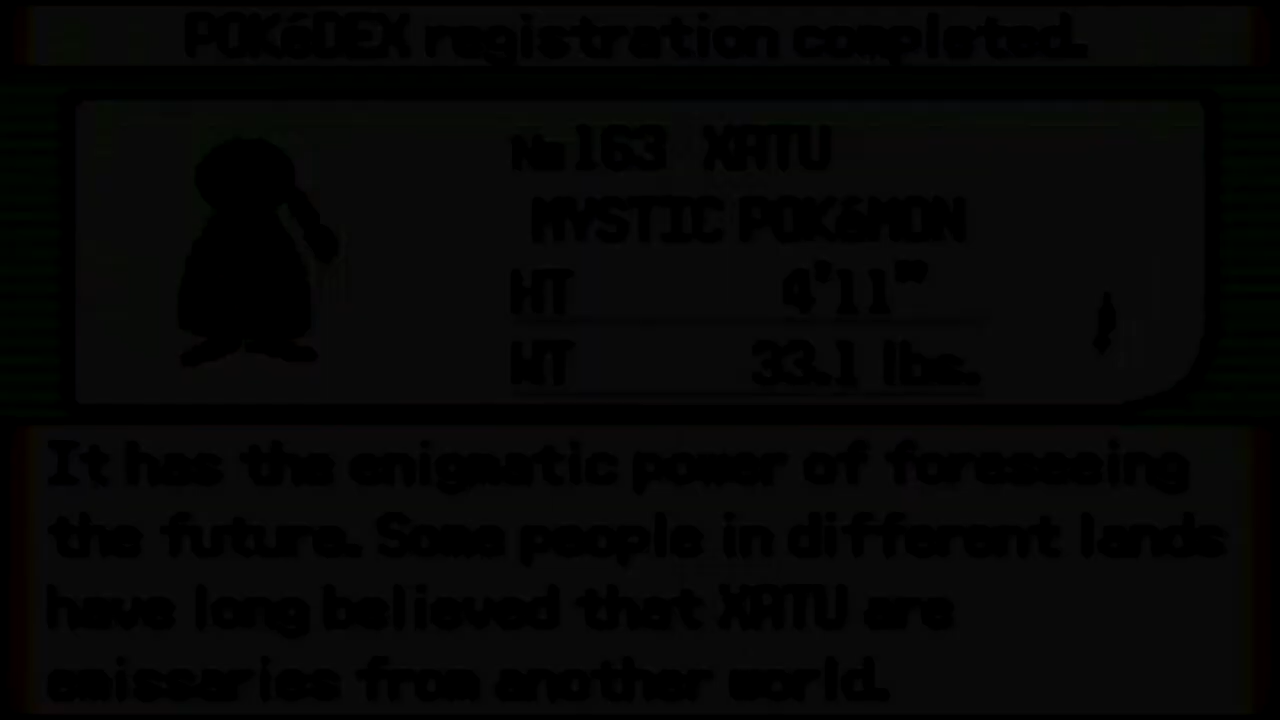 POKéDEX registration completed.
№163 XATU
MYSTIC POKéMON
HT 4'11"
WT 33.1 lbs.
It has the enigmatic power of foreseeing
the future. Some people in different lands
have long believed that XATU are
emissaries from another world.